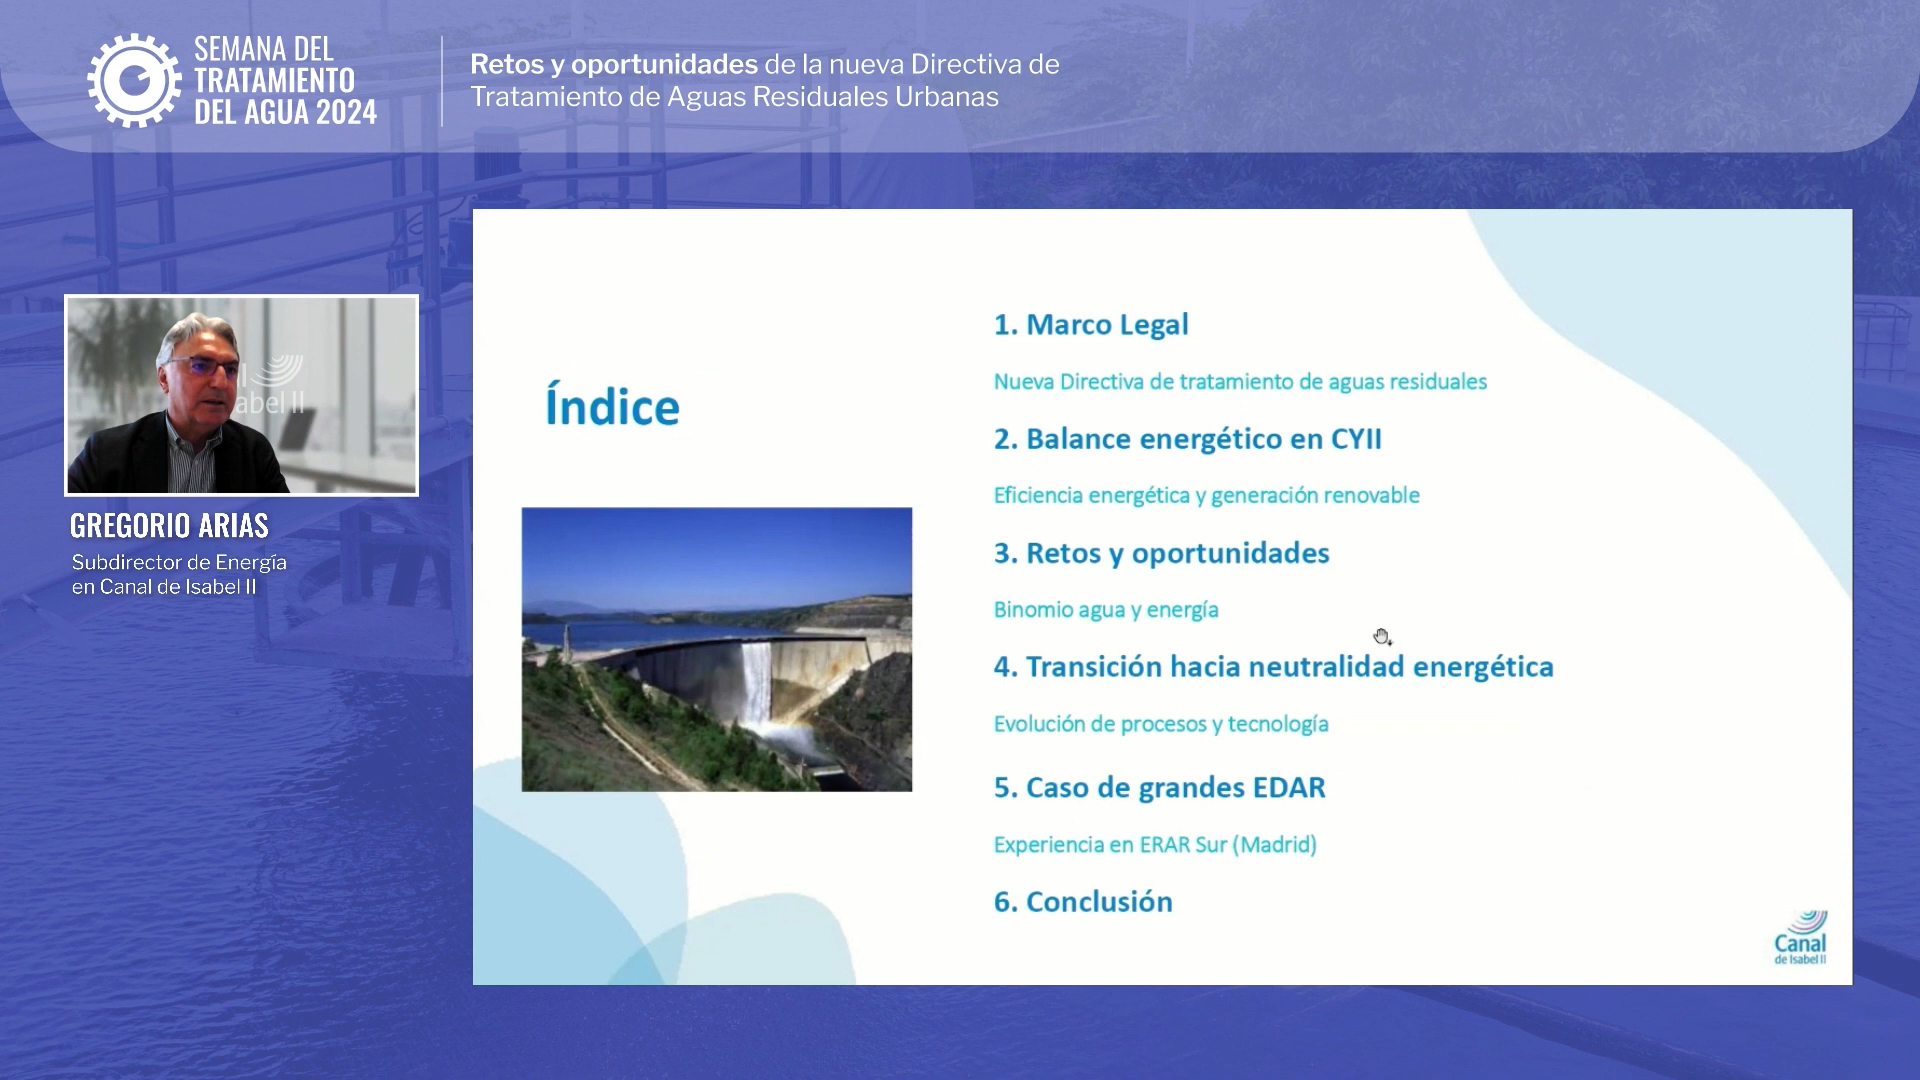 SEMANA DEL
TRATAMIENTO
DEL AGUA 2024
Retos y oportunidades de la nueva Directiva de
Tratamiento de Aguas Residuales Urbanas
abel II
GREGORIO ARIAS
Subdirector de Energía
en Canal de Isabel II
Índice
1. Marco Legal
Nueva Directiva de tratamiento de aguas residuales
2. Balance energético en CYII
Eficiencia energética y generación renovable
3. Retos y oportunidades
Binomio agua y energía
4. Transición hacia neutralidad energética
Evolución de procesos y tecnología
5. Caso de grandes EDAR
Experiencia en ERAR Sur (Madrid)
6. Conclusión
Canal
de Isabel II